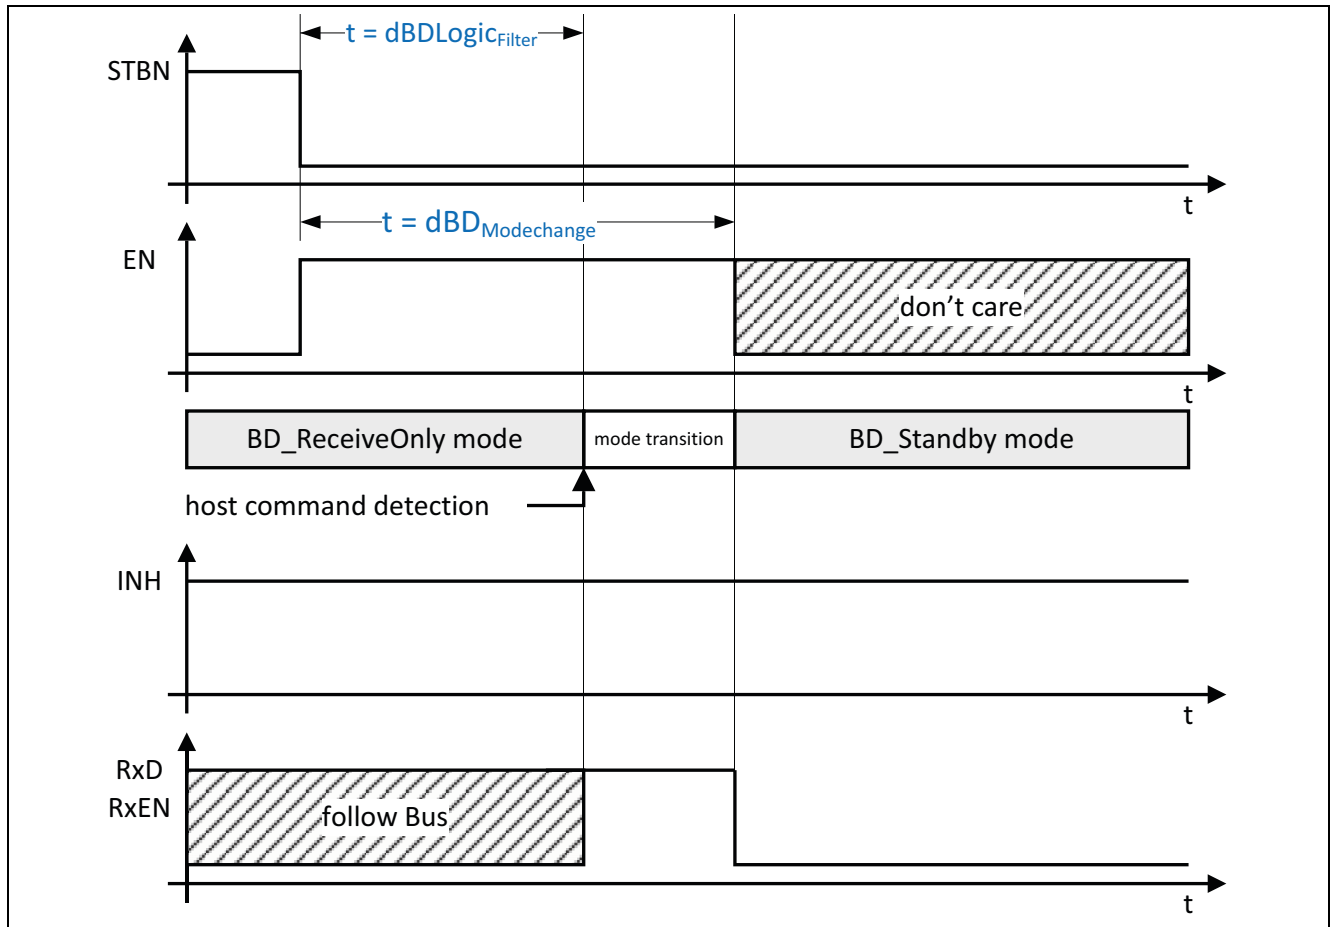 t = dBDLogicFilter
STBN
t
t = dBDModechange
EN
don't care
t
BD_ReceiveOnly mode
mode transition
BD_Standby mode
host command detection
INH
t
RxD
RxEN
follow Bus
t